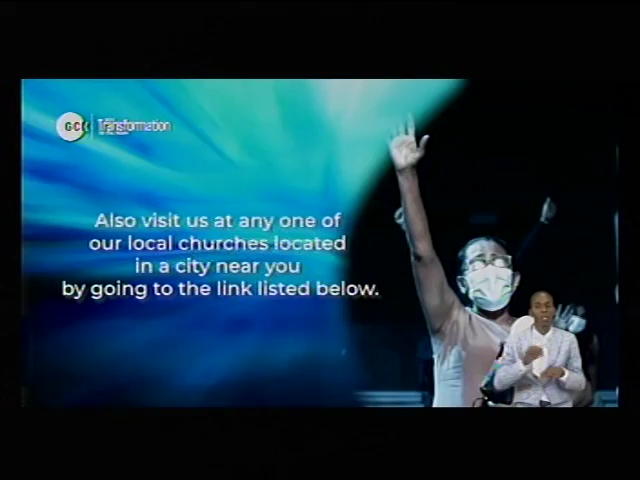 GCK
Transformation
Also visit us at any one of
our local churches located
in a city near you
by going to the link listed below.